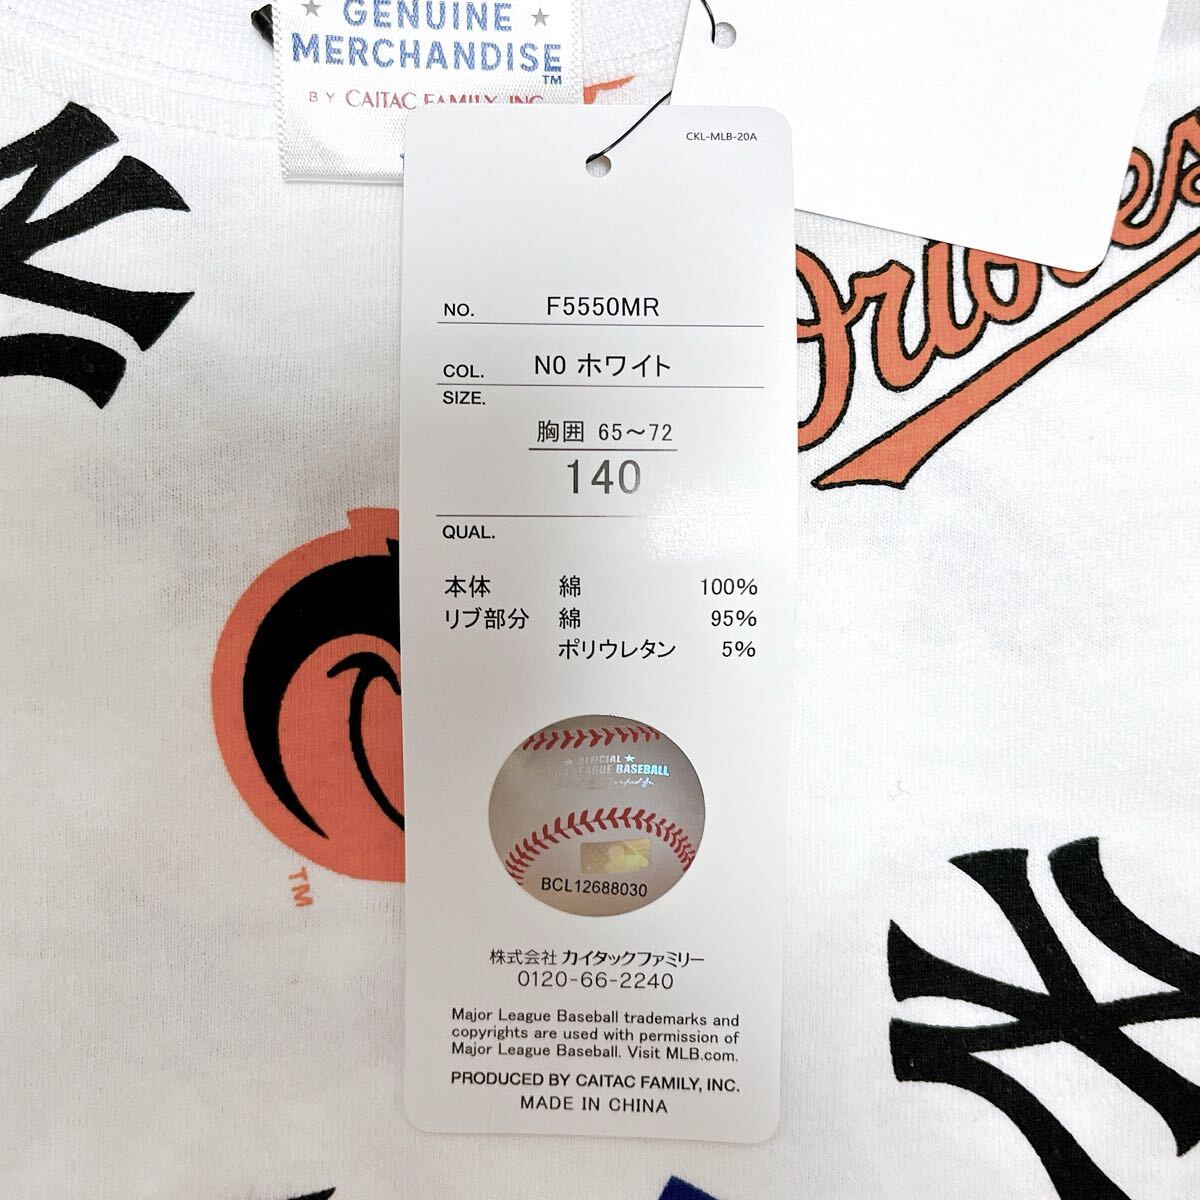 GENUINE
MERCHANDISE™
BY CAITAC FAMILY, INC.
CKL-MLB-20A
Orioles
NO. F5550MR
COL. N0 ホワイト
SIZE.
胸囲 65～72
140
QUAL.
本体 綿 100%
リブ部分 綿 95%
ポリウレタン 5%
OFFICIAL
LEAGUE BASEBALL
BCL12688030
TM
株式会社 カイタックファミリー
0120-66-2240
Major League Baseball trademarks and
copyrights are used with permission of
Major League Baseball. Visit MLB.com.
PRODUCED BY CAITAC FAMILY, INC.
MADE IN CHINA